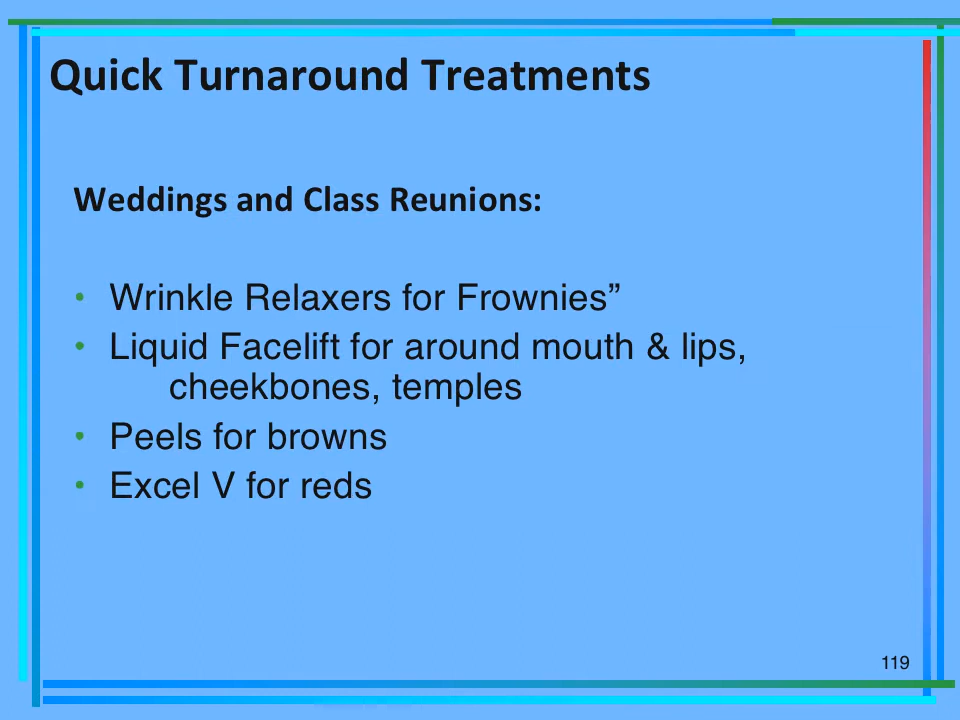 Quick Turnaround Treatments
Weddings and Class Reunions:
• Wrinkle Relaxers for Frownies”
• Liquid Facelift for around mouth & lips,
cheekbones, temples
• Peels for browns
• Excel V for reds
119